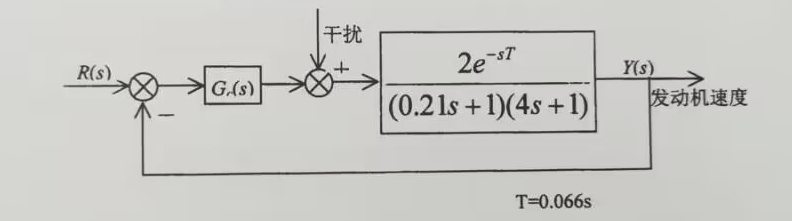 干扰
R(s)
G_c(s)
+
2e^{-sT}
(0.21s+1)(4s+1)
Y(s)
发动机速度
−
T=0.066s